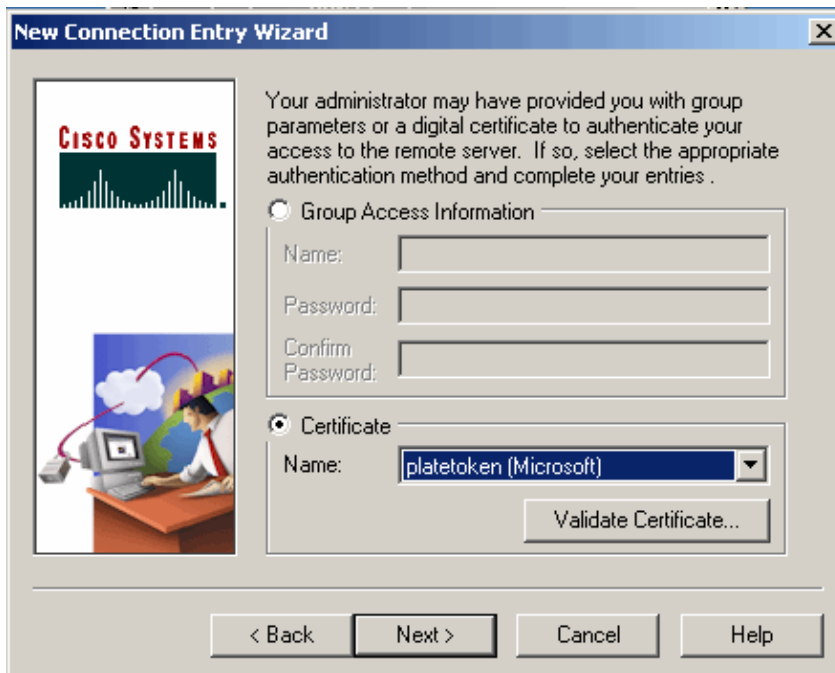 New Connection Entry Wizard
CISCO SYSTEMS
Your administrator may have provided you with group
parameters or a digital certificate to authenticate your
access to the remote server. If so, select the appropriate
authentication method and complete your entries .
Group Access Information
Name:
Password:
Confirm
Password:
Certificate
Name:
platetoken (Microsoft)
Validate Certificate...
< Back
Next >
Cancel
Help